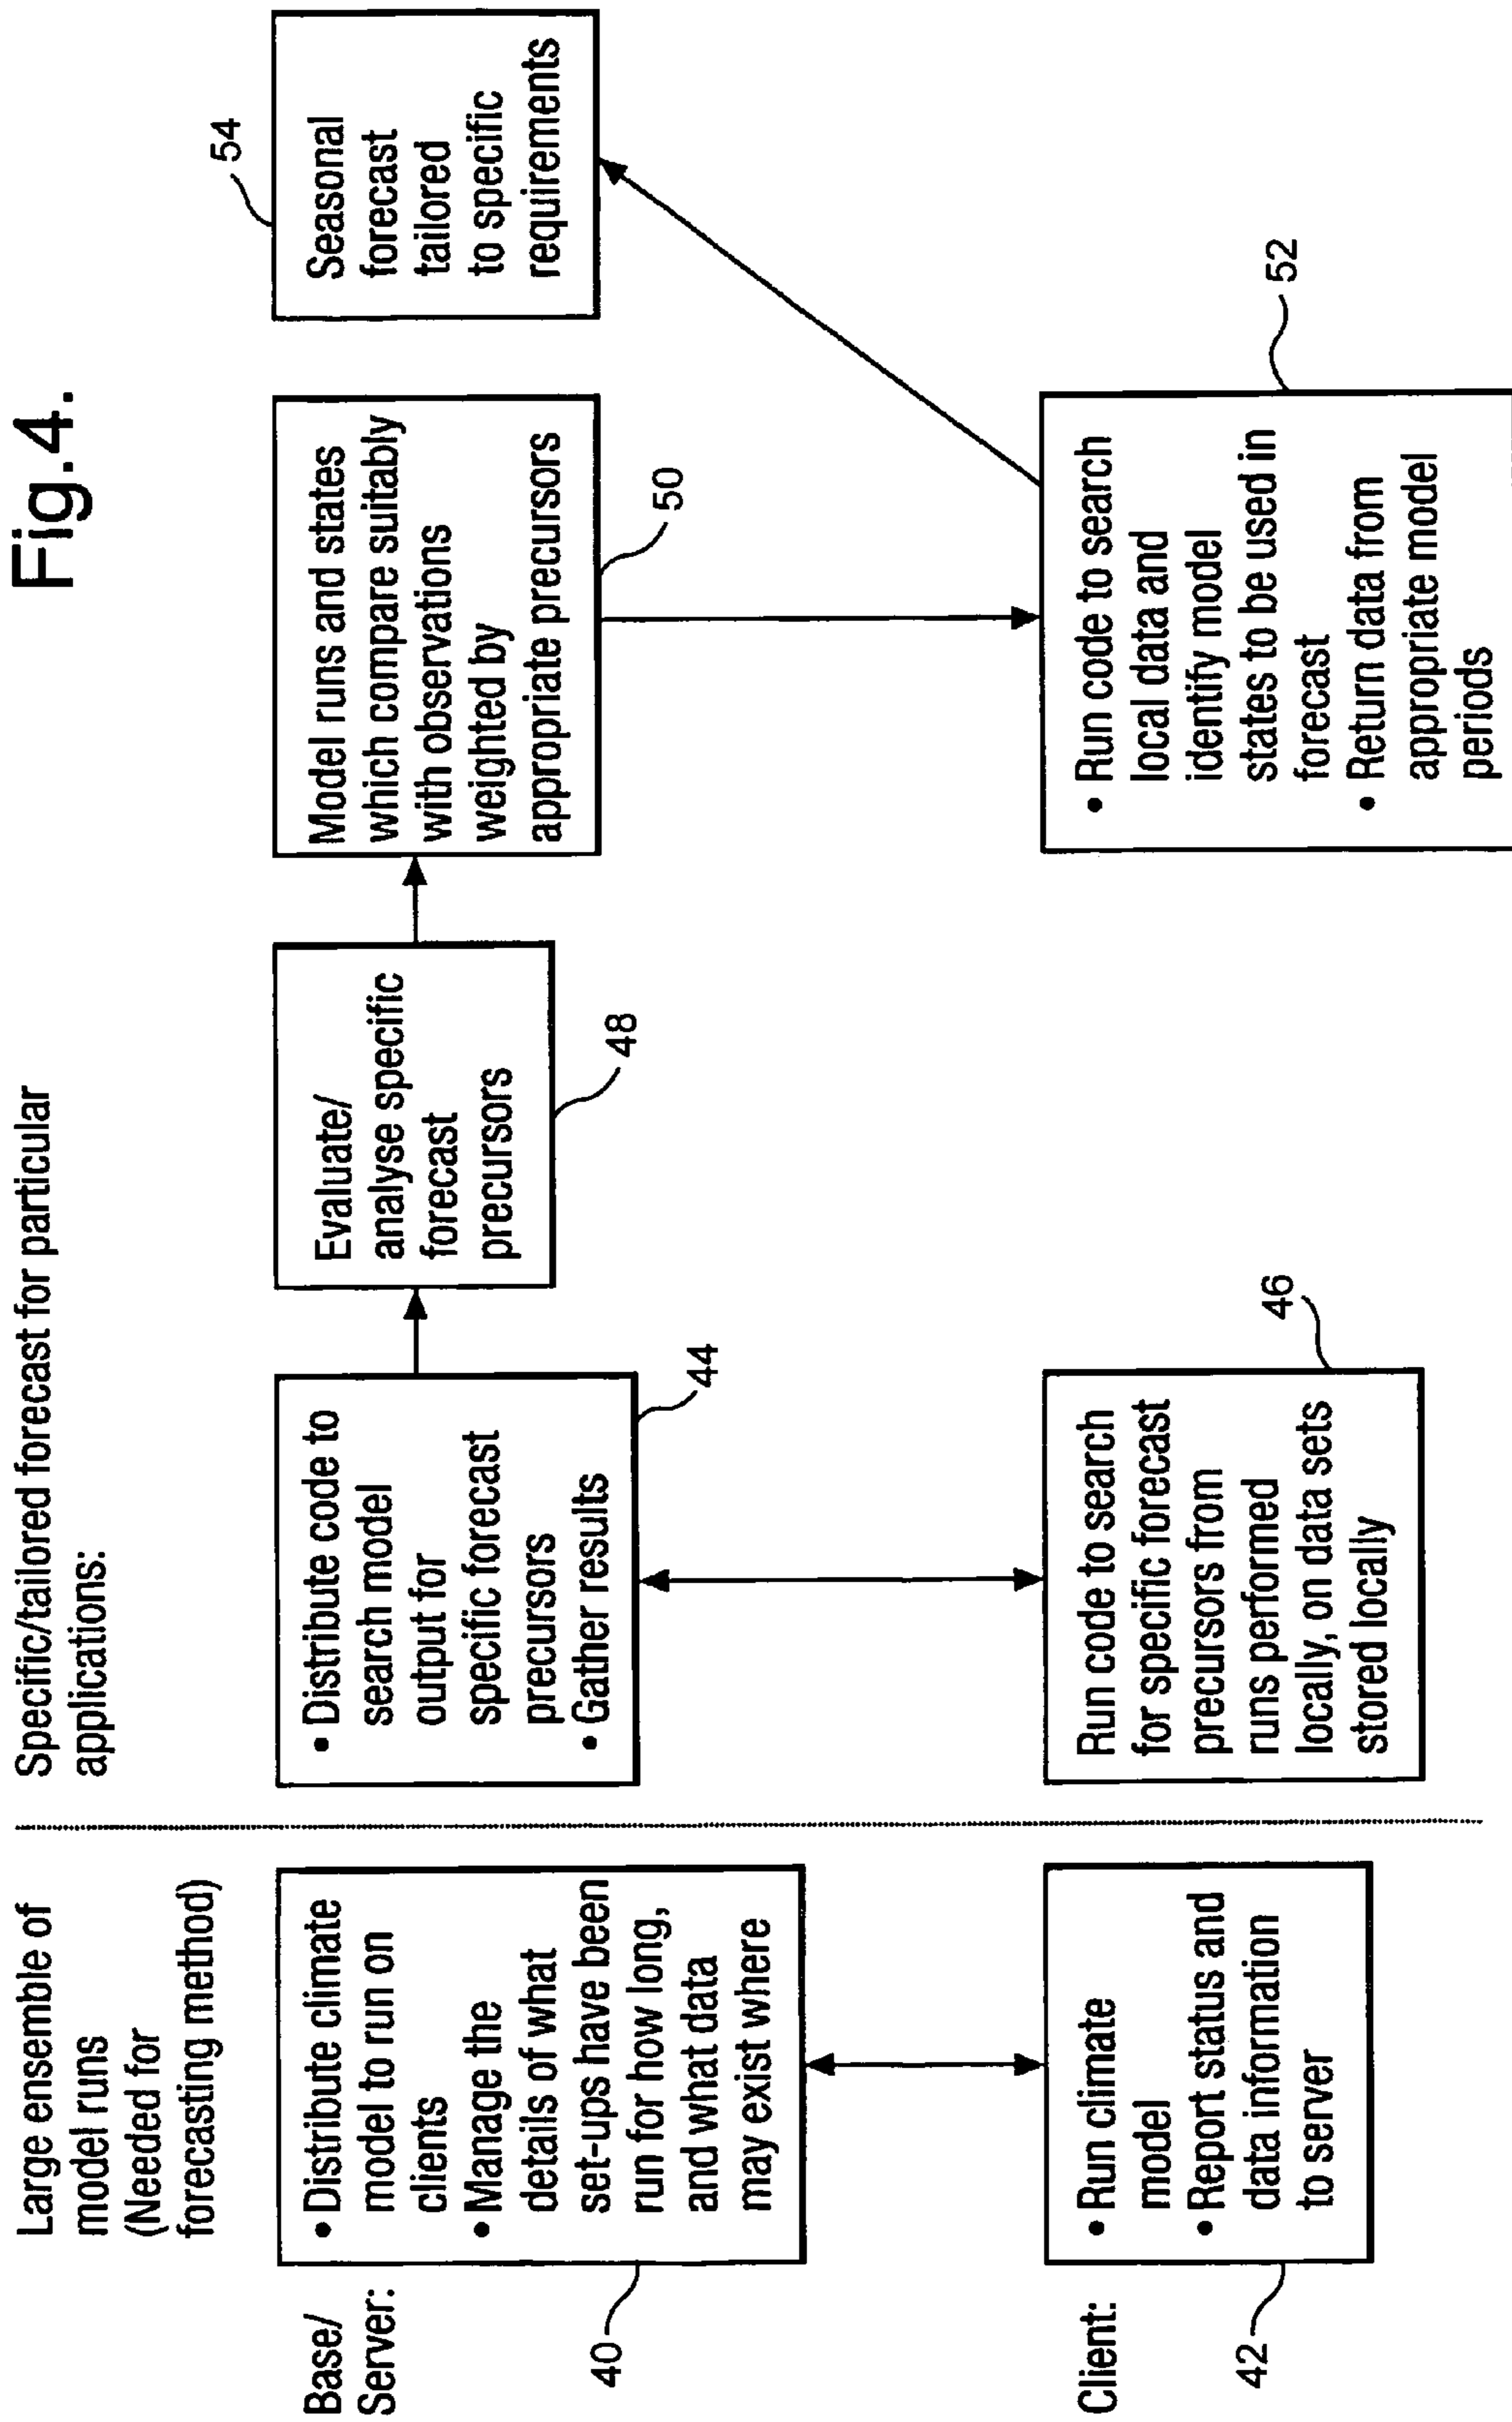 Fig.4.
Large ensemble of
model runs
(Needed for
forecasting method)
Specific/tailored forecast for particular
applications:
Base/
Server:
• Distribute climate
model to run on
clients
• Manage the
details of what
set-ups have been
run for how long,
and what data
may exist where
40
• Distribute code to
search model
output for
specific forecast
precursors
• Gather results
44
Evaluate/
analyse specific
forecast
precursors
48
Model runs and states
which compare suitably
with observations
weighted by
appropriate precursors
50
Seasonal
forecast
tailored
to specific
requirements
54
Client:
• Run climate
model
• Report status and
data information
to server
42
Run code to search
for specific forecast
precursors from
runs performed
locally, on data sets
stored locally
46
• Run code to search
local data and
identify model
states to be used in
forecast
• Return data from
appropriate model
periods
52